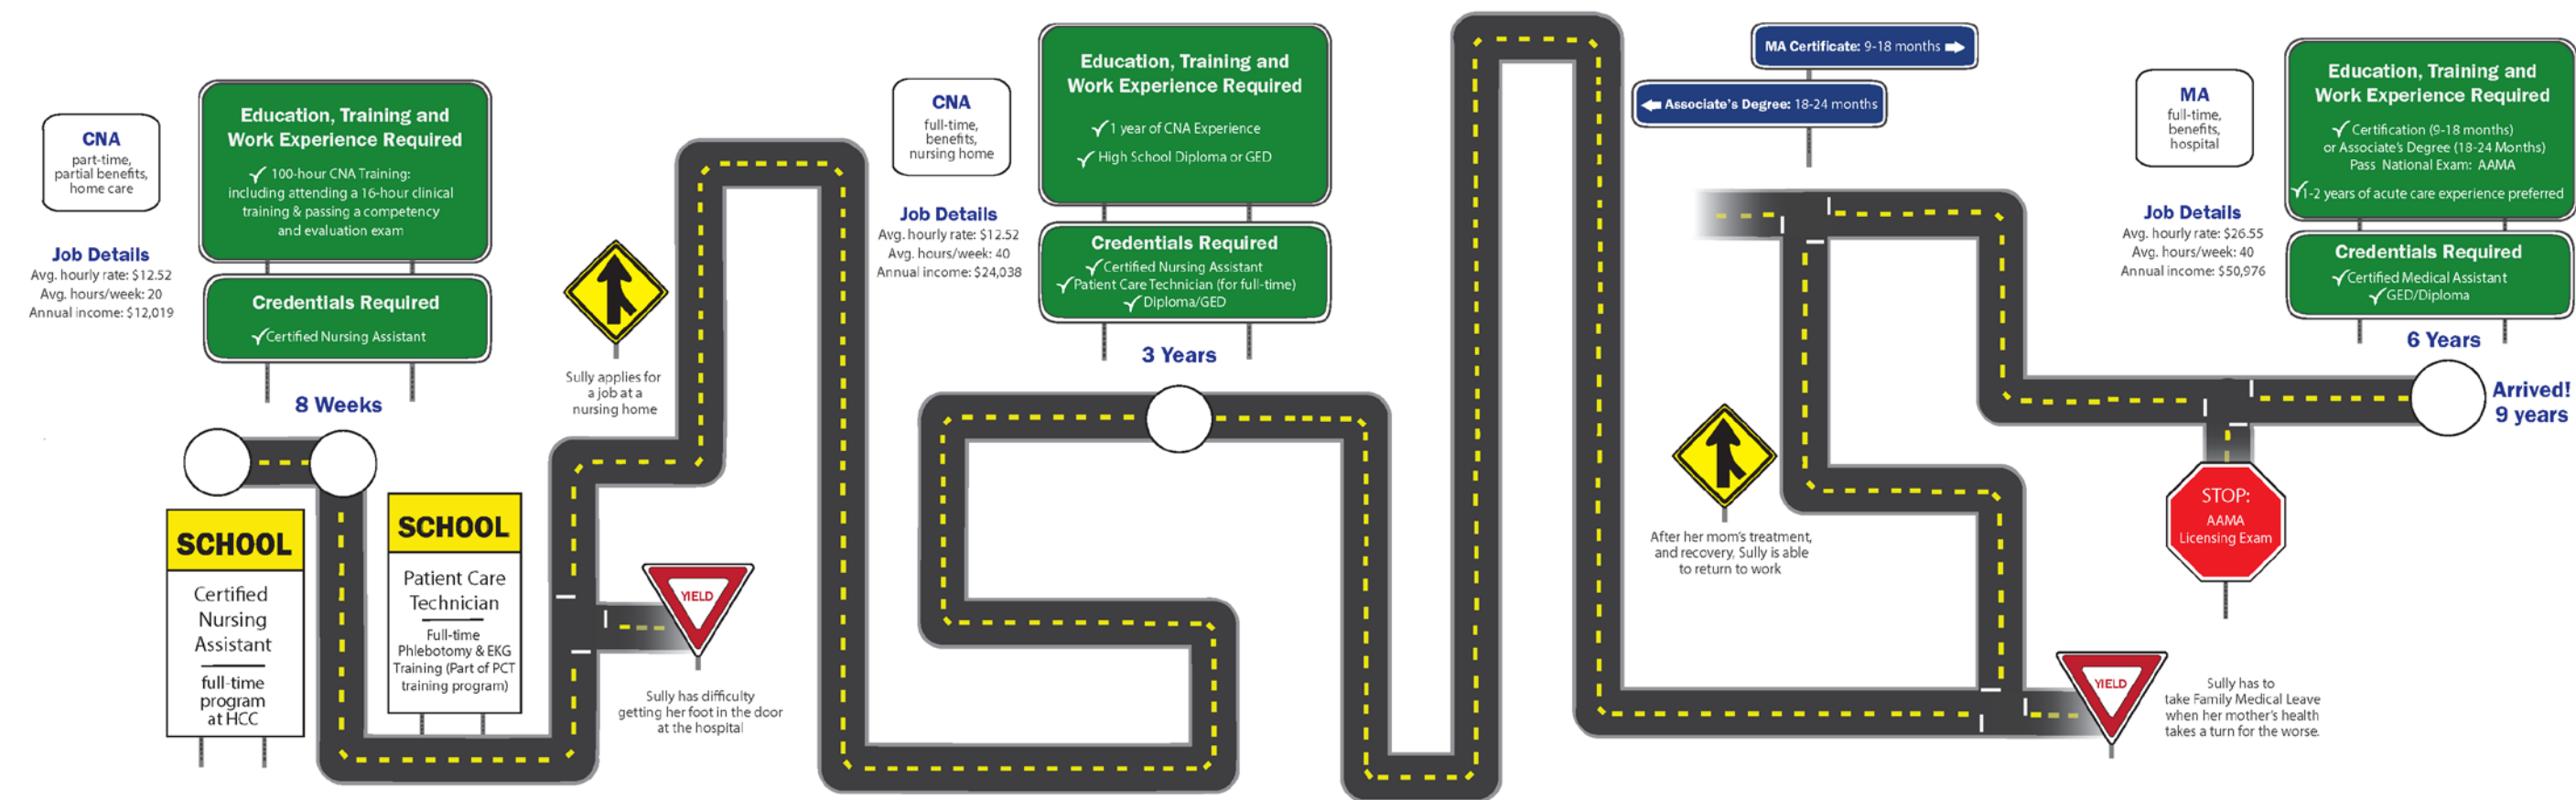 CNA
part-time,
partial benefits,
home care
Job Details
Avg. hourly rate: $12.52
Avg. hours/week: 20
Annual income: $12,019
Education, Training and
Work Experience Required
✓ 100-hour CNA Training:
including attending a 16-hour clinical
training & passing a competency
and evaluation exam
Credentials Required
✓Certified Nursing Assistant
8 Weeks
SCHOOL
Certified
Nursing
Assistant
full-time
program
at HCC
SCHOOL
Patient Care
Technician
Full-time
Phlebotomy & EKG
Training (Part of PCT
training program)
Sully applies for
a job at a
nursing home
YIELD
Sully has difficulty
getting her foot in the door
at the hospital
CNA
full-time,
benefits,
nursing home
Job Details
Avg. hourly rate: $12.52
Avg. hours/week: 40
Annual income: $24,038
Education, Training and
Work Experience Required
✓1 year of CNA Experience
✓ High School Diploma or GED
Credentials Required
✓Certified Nursing Assistant
✓Patient Care Technician (for full-time)
✓Diploma/GED
3 Years
MA Certificate: 9-18 months
Associate's Degree: 18-24 months
After her mom's treatment,
and recovery, Sully is able
to return to work
YIELD
Sully has to
take Family Medical Leave
when her mother's health
takes a turn for the worse.
STOP:
AAMA
Licensing Exam
MA
full-time,
benefits,
hospital
Job Details
Avg. hourly rate: $26.55
Avg. hours/week: 40
Annual income: $50,976
Education, Training and
Work Experience Required
✓ Certification (9-18 months)
or Associate's Degree (18-24 Months)
Pass National Exam: AAMA
✓1-2 years of acute care experience preferred
Credentials Required
✓Certified Medical Assistant
✓GED/Diploma
6 Years
Arrived!
9 years